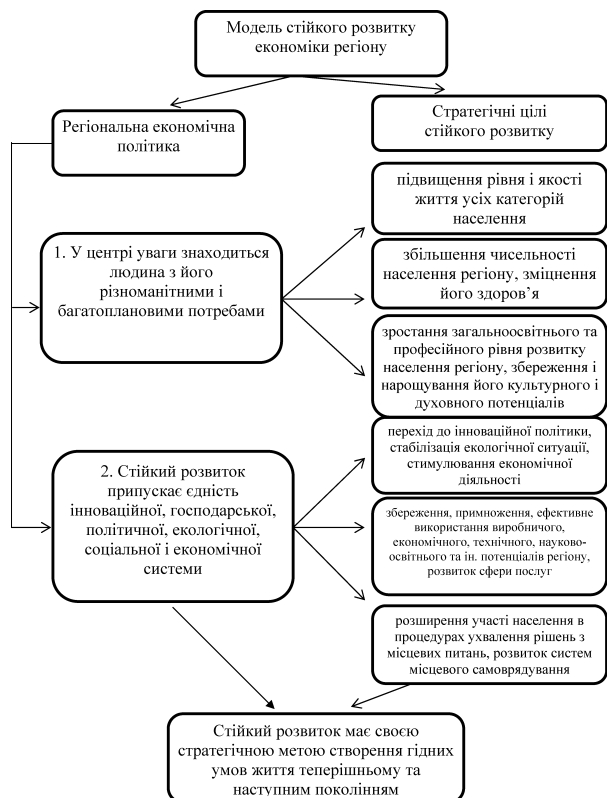 Модель стійкого розвитку
економіки регіону
Регіональна економічна
політика
Стратегічні цілі
стійкого розвитку
підвищення рівня і якості
життя усіх категорій
населення
1. У центрі уваги знаходиться
людина з його
різноманітними і
багатоплановими потребами
збільшення чисельності
населення регіону, зміцнення
його здоров’я
зростання загальноосвітнього та
професійного рівня розвитку
населення регіону, збереження і
нарощування його культурного і
духовного потенціалів
перехід до інноваційної політики,
стабілізація екологічної ситуації,
стимулювання економічної
діяльності
2. Стійкий розвиток
припускає єдність
інноваційної, господарської,
політичної, екологічної,
соціальної і економічної
системи
збереження, примноження, ефективне
використання виробничого,
економічного, технічного, науково-
освітнього та ін. потенціалів регіону,
розвиток сфери послуг
розширення участі населення в
процедурах ухвалення рішень з
місцевих питань, розвиток систем
місцевого самоврядування
Стійкий розвиток має своєю
стратегічною метою створення гідних
умов життя теперішньому та
наступним поколінням